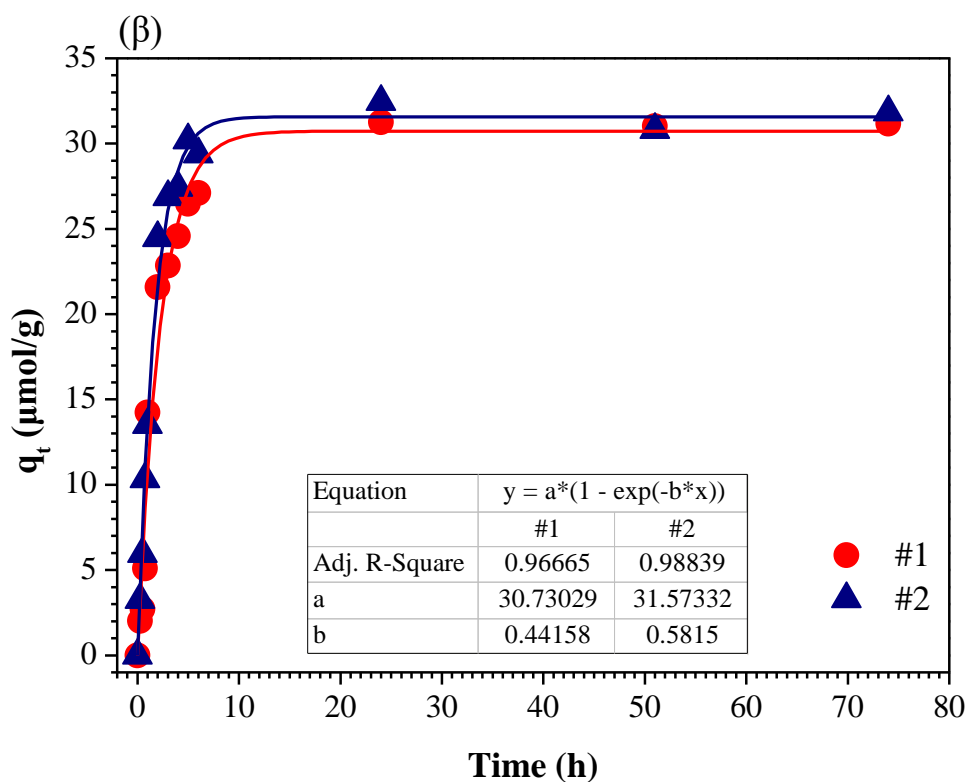 (β)
35
30
25
20
15
10
5
0
q_t (μmol/g)
Equation y = a*(1 - exp(-b*x))
#1 #2
Adj. R-Square 0.96665 0.98839
a 30.73029 31.57332
b 0.44158 0.5815
#1
#2
0 10 20 30 40 50 60 70 80
Time (h)